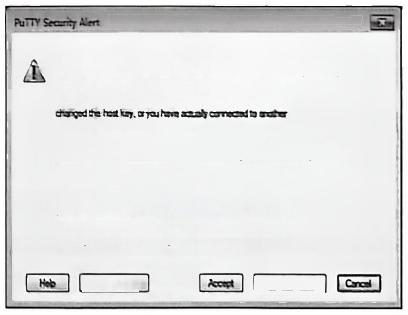 PuTTY Security Alert
changed the host key, or you have actually connected to another
Help
Accept
Cancel